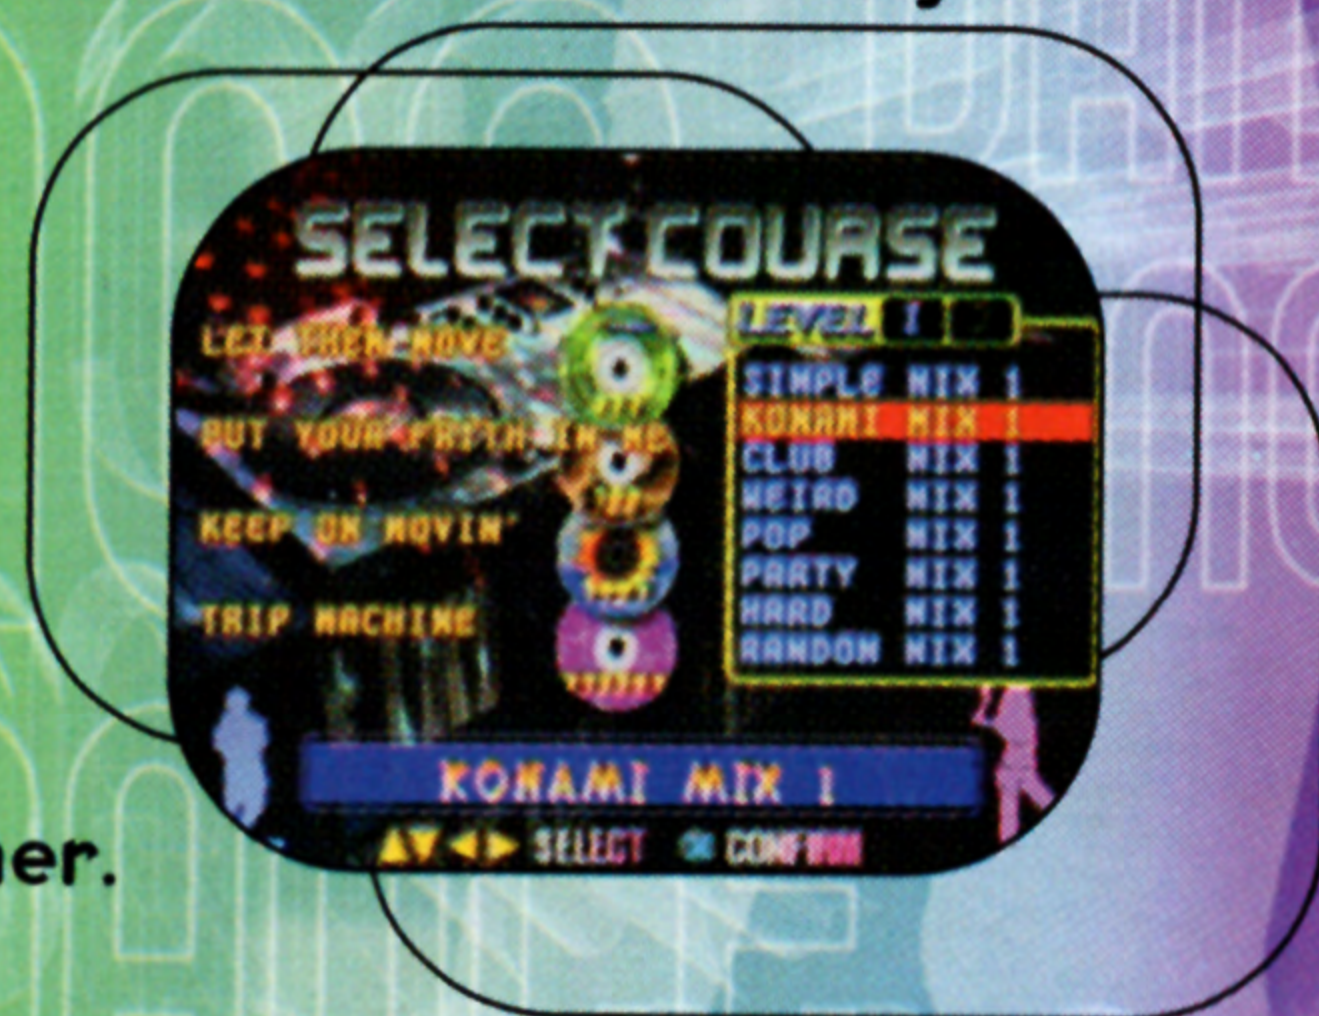 SELECT COURSE
LET THEM MOVE
PUT YOUR FAITH IN ME
KEEP ON MOVIN'
TRIP MACHINE
LEVEL 1
SIMPLE MIX 1
KONAMI MIX 1
CLUB MIX 1
WEIRD MIX 1
POP MIX 1
PARTY MIX 1
HARD MIX 1
RANDOM MIX 1
KONAMI MIX 1
▲▼◀▶ SELECT CONFIRM
er.